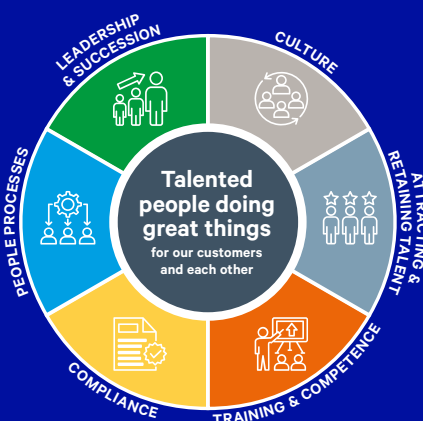 LEADERSHIP
& SUCCESSION
CULTURE
ATTRACTING &
RETAINING TALENT
TRAINING & COMPETENCE
COMPLIANCE
PEOPLE PROCESSES
Talented
people doing
great things
for our customers
and each other